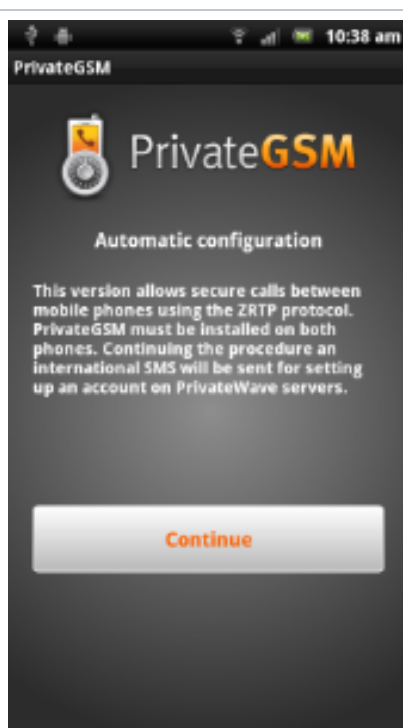 10:38 am
PrivateGSM
PrivateGSM
Automatic configuration
This version allows secure calls between
mobile phones using the ZRTP protocol.
PrivateGSM must be installed on both
phones. Continuing the procedure an
international SMS will be sent for setting
up an account on PrivateWave servers.
Continue